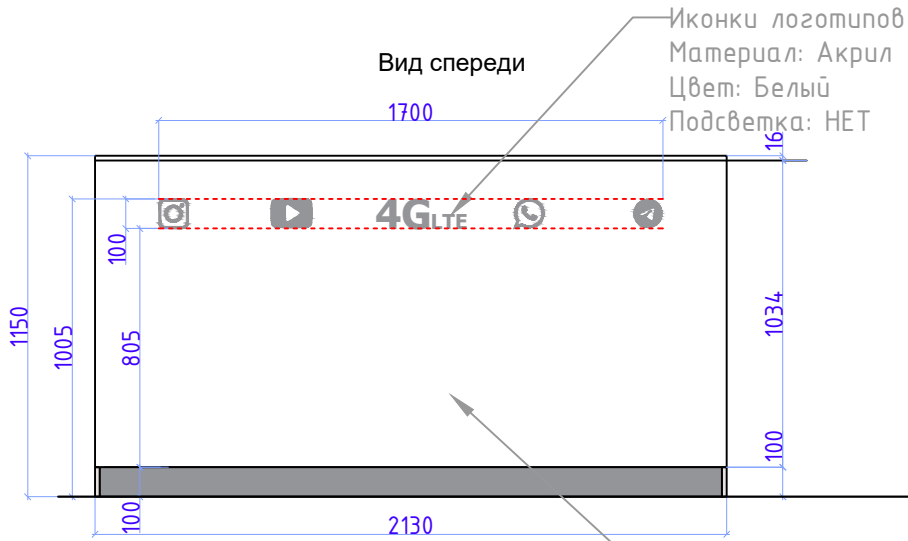 Иконки логотипов
Материал: Акрил
Цвет: Белый
Подсветка: НЕТ
Вид спереди
1700
16
4GLTE
100
1150
1005
805
1034
100
100
2130